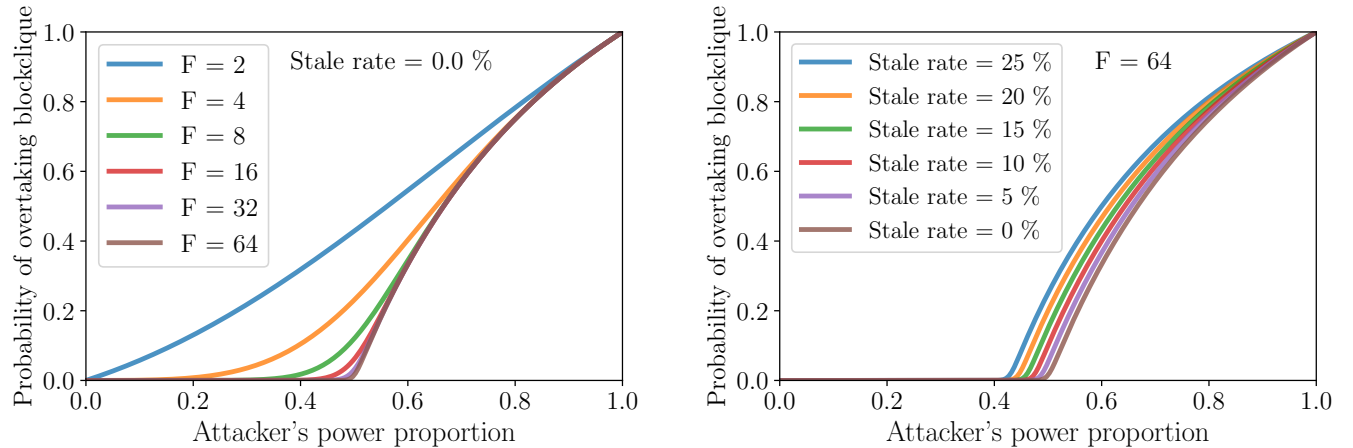 Probability of overtaking blockclique
1.0
0.8
0.6
0.4
0.2
0.0
F = 2
F = 4
F = 8
F = 16
F = 32
F = 64
Stale rate = 0.0 %
0.0 0.2 0.4 0.6 0.8 1.0
Attacker's power proportion
Probability of overtaking blockclique
1.0
0.8
0.6
0.4
0.2
0.0
Stale rate = 25 %
Stale rate = 20 %
Stale rate = 15 %
Stale rate = 10 %
Stale rate = 5 %
Stale rate = 0 %
F = 64
0.0 0.2 0.4 0.6 0.8 1.0
Attacker's power proportion